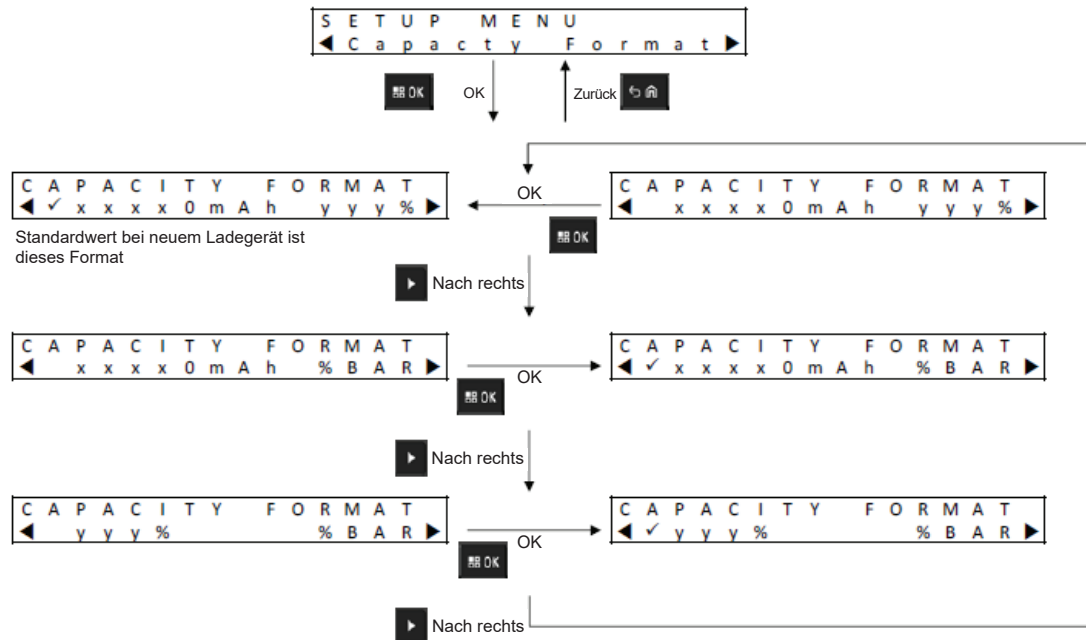 SETUP MENU
◀ Capacty Format ▶
OK
OK
Zurück
CAPACITY FORMAT
◀ ✓ xxxx0mAh yyy% ▶
OK
CAPACITY FORMAT
◀ xxxx0mAh yyy% ▶
OK
Standardwert bei neuem Ladegerät ist
dieses Format
Nach rechts
CAPACITY FORMAT
◀ xxxx0mAh %BAR ▶
OK
OK
CAPACITY FORMAT
◀ ✓ xxxx0mAh %BAR ▶
Nach rechts
CAPACITY FORMAT
◀ yyy% %BAR ▶
OK
OK
CAPACITY FORMAT
◀ ✓ yyy% %BAR ▶
Nach rechts